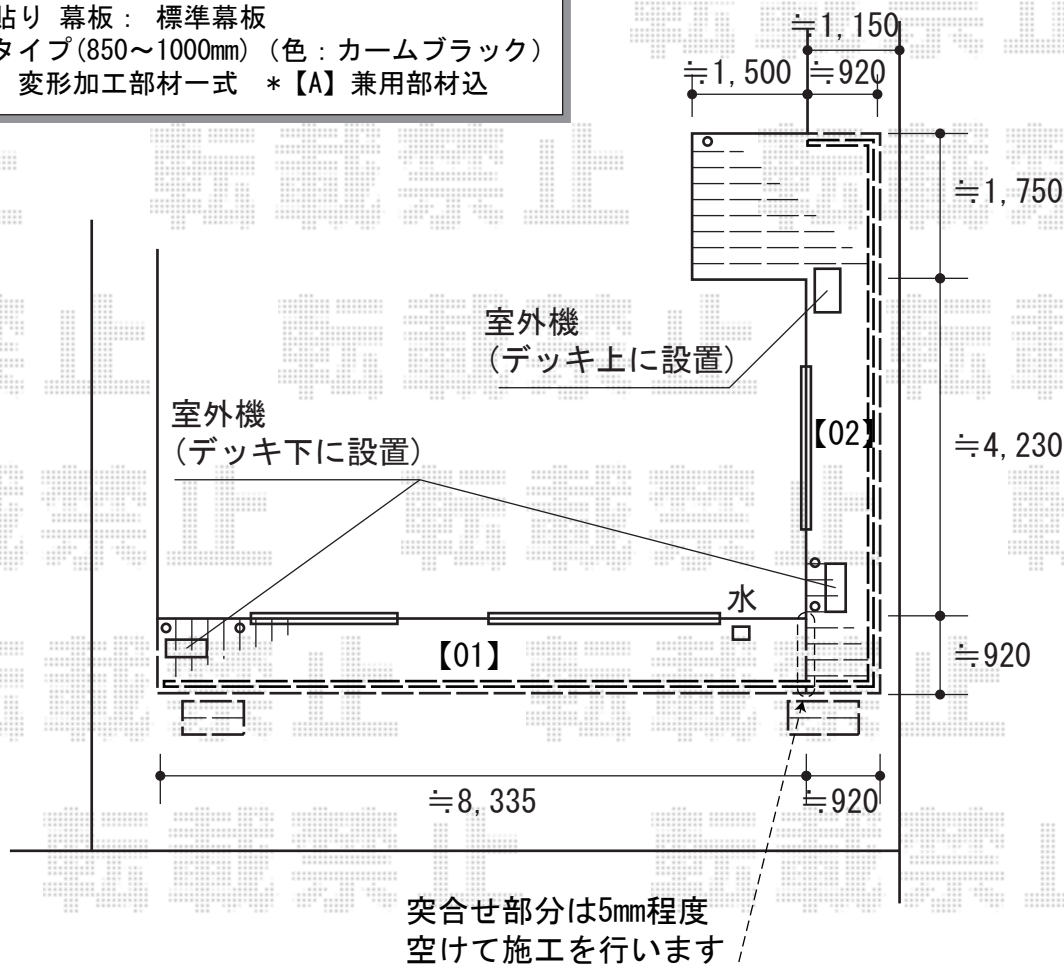 貼り 幕板： 標準幕板
タイプ(850～1000mm)（色：カームブラック）
変形加工部材一式 *【A】兼用部材込
≒1,150
≒1,500 ≒920
≒1,750
室外機
(デッキ上に設置)
室外機
(デッキ下に設置)
【02】
≒4,230
水
【01】
≒920
≒8,335
≒920
突合せ部分は5mm程度
空けて施工を行います
転載禁止